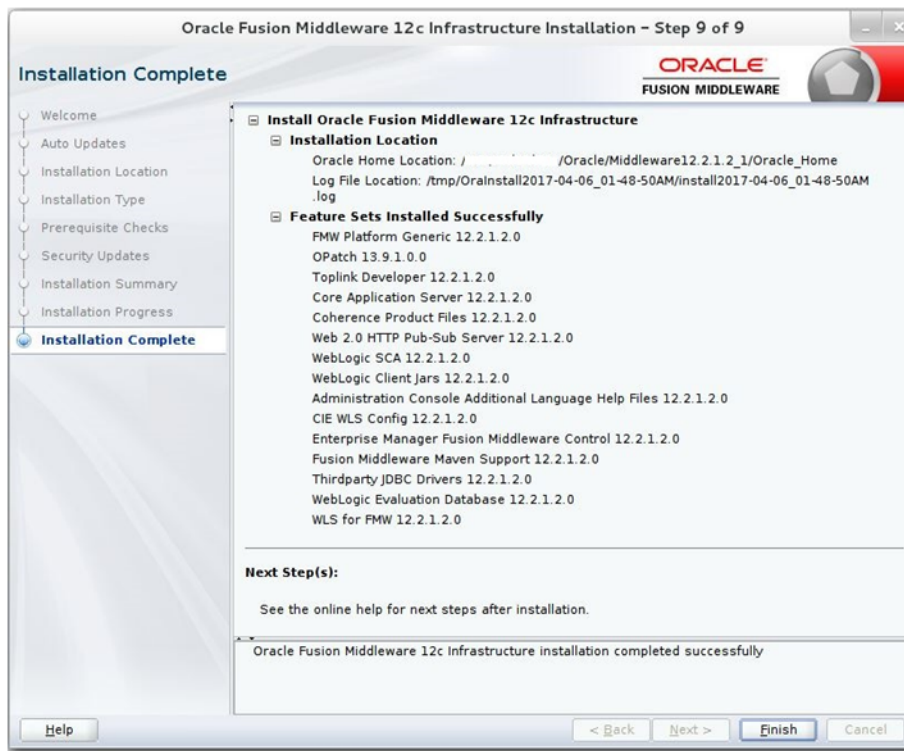 Oracle Fusion Middleware 12c Infrastructure Installation – Step 9 of 9
Installation Complete
ORACLE
FUSION MIDDLEWARE
Welcome
Auto Updates
Installation Location
Installation Type
Prerequisite Checks
Security Updates
Installation Summary
Installation Progress
Installation Complete
Install Oracle Fusion Middleware 12c Infrastructure
Installation Location
Oracle Home Location: / /Oracle/Middleware12.2.1.2_1/Oracle_Home
Log File Location: /tmp/OraInstall2017-04-06_01-48-50AM/install2017-04-06_01-48-50AM
.log
Feature Sets Installed Successfully
FMW Platform Generic 12.2.1.2.0
OPatch 13.9.1.0.0
Toplink Developer 12.2.1.2.0
Core Application Server 12.2.1.2.0
Coherence Product Files 12.2.1.2.0
Web 2.0 HTTP Pub-Sub Server 12.2.1.2.0
WebLogic SCA 12.2.1.2.0
WebLogic Client Jars 12.2.1.2.0
Administration Console Additional Language Help Files 12.2.1.2.0
CIE WLS Config 12.2.1.2.0
Enterprise Manager Fusion Middleware Control 12.2.1.2.0
Fusion Middleware Maven Support 12.2.1.2.0
Thirdparty JDBC Drivers 12.2.1.2.0
WebLogic Evaluation Database 12.2.1.2.0
WLS for FMW 12.2.1.2.0
Next Step(s):
See the online help for next steps after installation.
Oracle Fusion Middleware 12c Infrastructure installation completed successfully
Help
< Back
Next >
Finish
Cancel